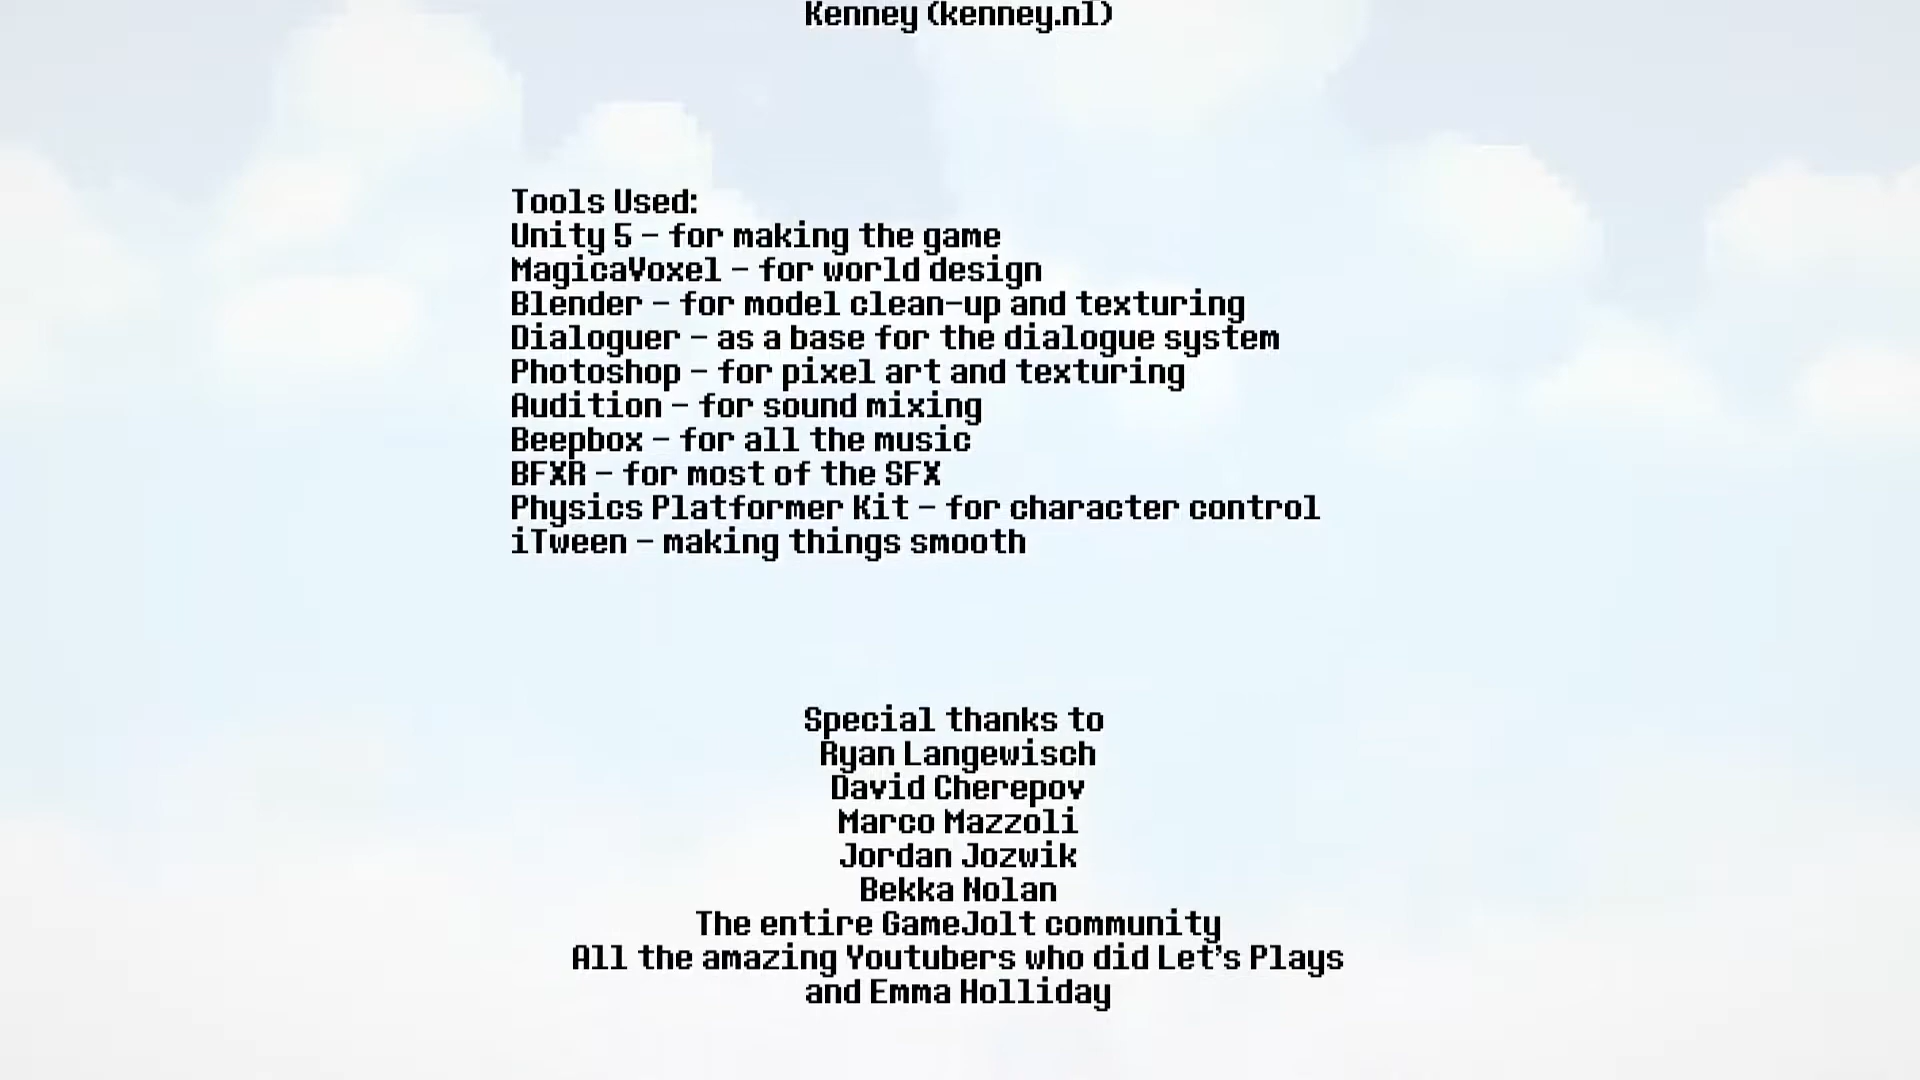 Kenney (kenney.nl)
Tools Used:
Unity 5 - for making the game
MagicaVoxel - for world design
Blender - for model clean-up and texturing
Dialoguer - as a base for the dialogue system
Photoshop - for pixel art and texturing
Audition - for sound mixing
Beepbox - for all the music
BFXR - for most of the SFX
Physics Platformer Kit - for character control
iTween - making things smooth
Special thanks to
Ryan Langewisch
David Cherepov
Marco Mazzoli
Jordan Jozwik
Bekka Nolan
The entire GameJolt community
All the amazing Youtubers who did Let's Plays
and Emma Holliday